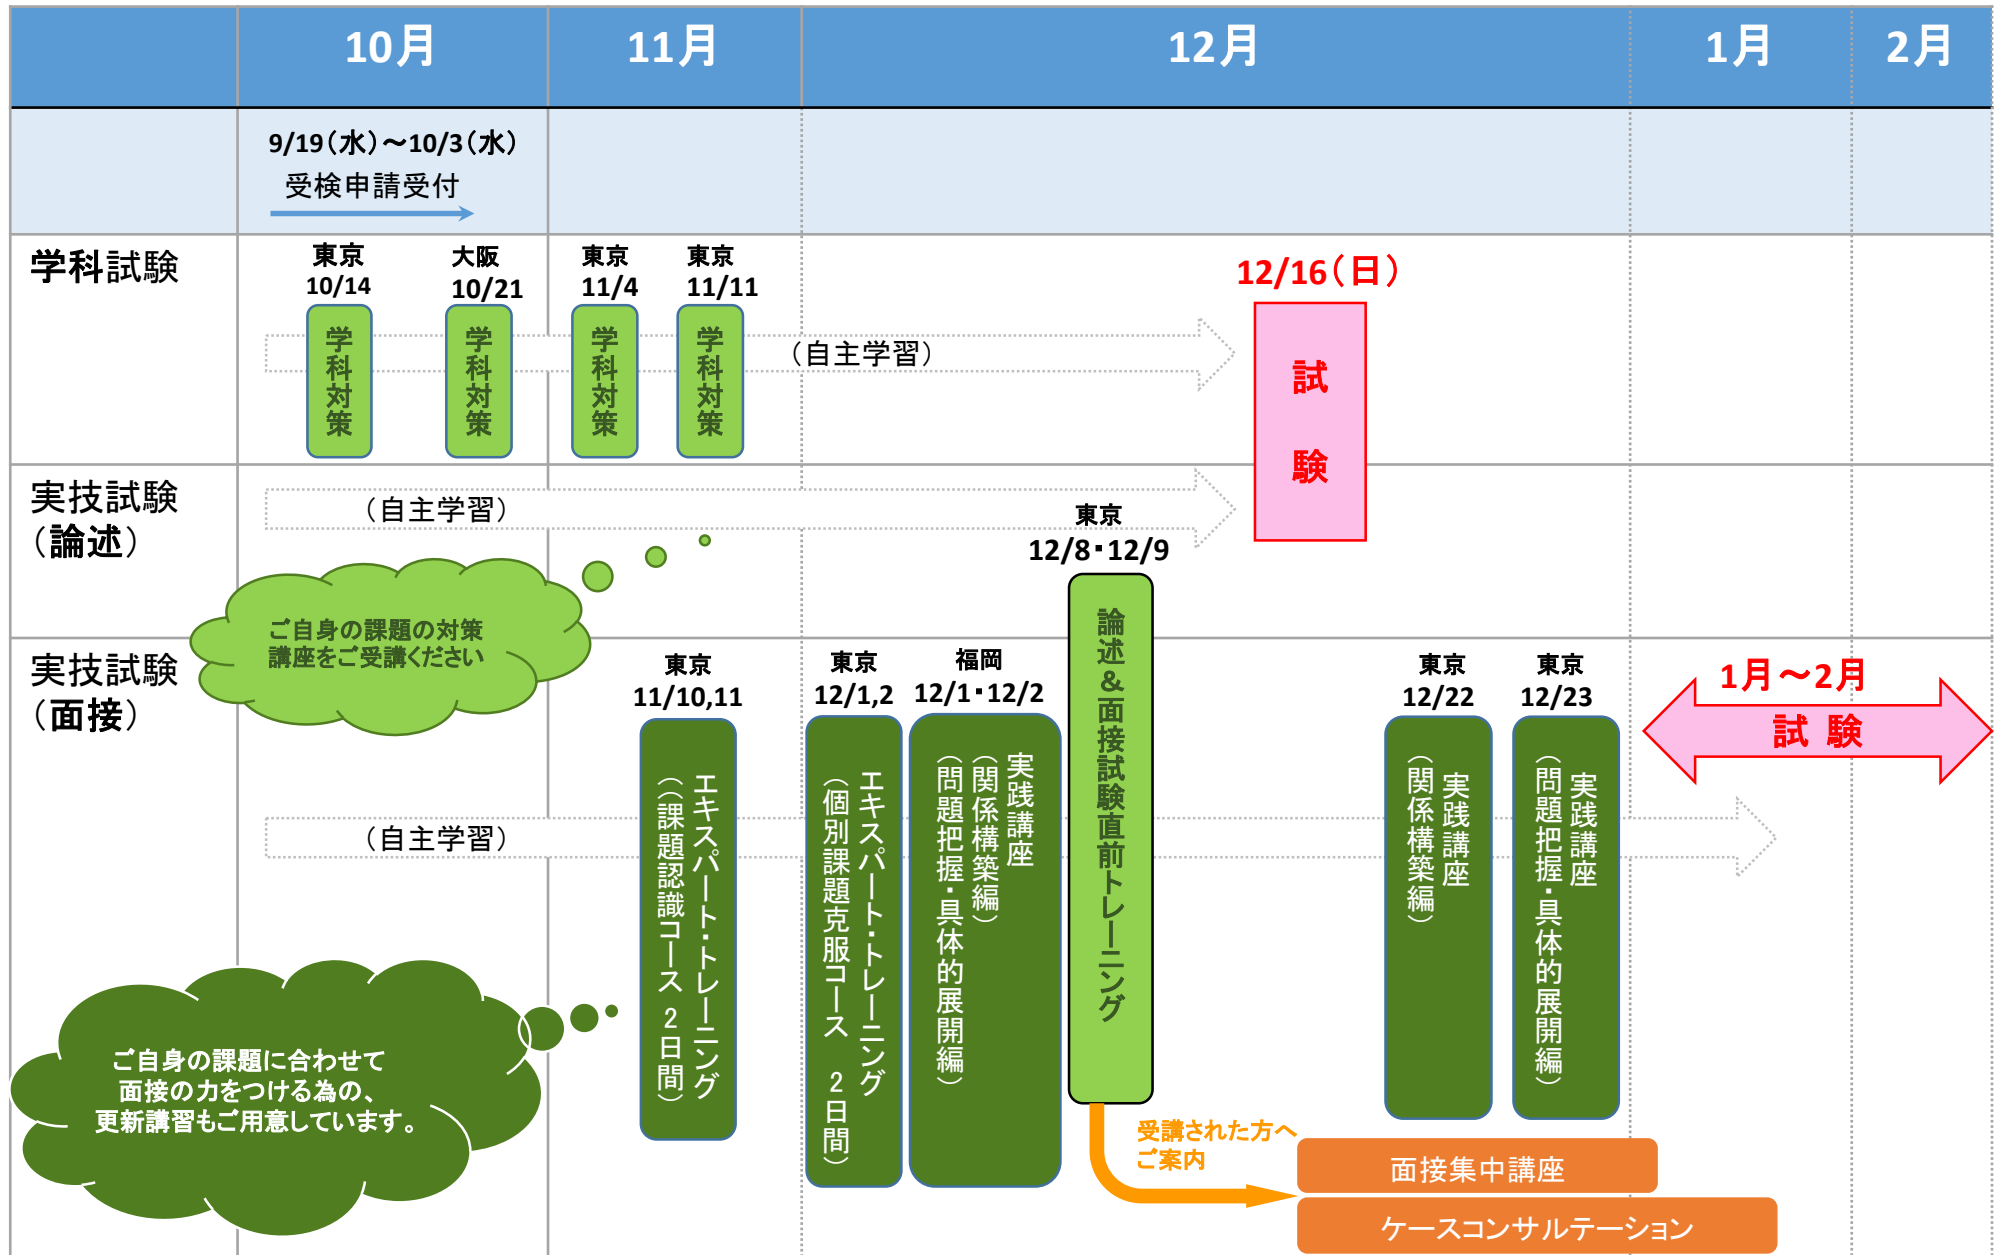 10月
11月
12月
1月
2月
9/19(水)～10/3(水)
受検申請受付
学科試験
東京
10/14
学科対策
大阪
10/21
学科対策
東京
11/4
学科対策
東京
11/11
学科対策
（自主学習）
12/16（日）
試験
実技試験
（論述）
（自主学習）
東京
12/8・12/9
論述&面接試験直前トレーニング
ご自身の課題の対策
講座をご受講ください
実技試験
（面接）
（自主学習）
東京
11/10,11
エキスパート・トレーニング
（（課題認識コース 2日間）
東京
12/1,2
エキスパート・トレーニング
（個別課題克服コース 2日間）
福岡
12/1・12/2
実践講座
（関係構築編）
（問題把握・具体的展開編）
東京
12/22
実践講座
（関係構築編）
東京
12/23
実践講座
（問題把握・具体的展開編）
1月～2月
試 験
ご自身の課題に合わせて
面接の力をつける為の、
更新講習もご用意しています。
受講された方へ
ご案内
面接集中講座
ケースコンサルテーション